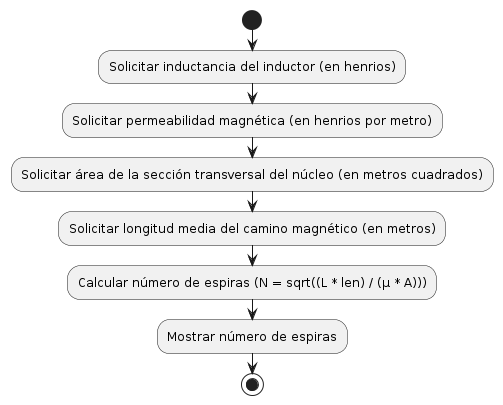 Solicitar inductancia del inductor (en henrios)
Solicitar permeabilidad magnética (en henrios por metro)
Solicitar área de la sección transversal del núcleo (en metros cuadrados)
Solicitar longitud media del camino magnético (en metros)
Calcular número de espiras (N = sqrt((L * len) / (μ * A)))
Mostrar número de espiras